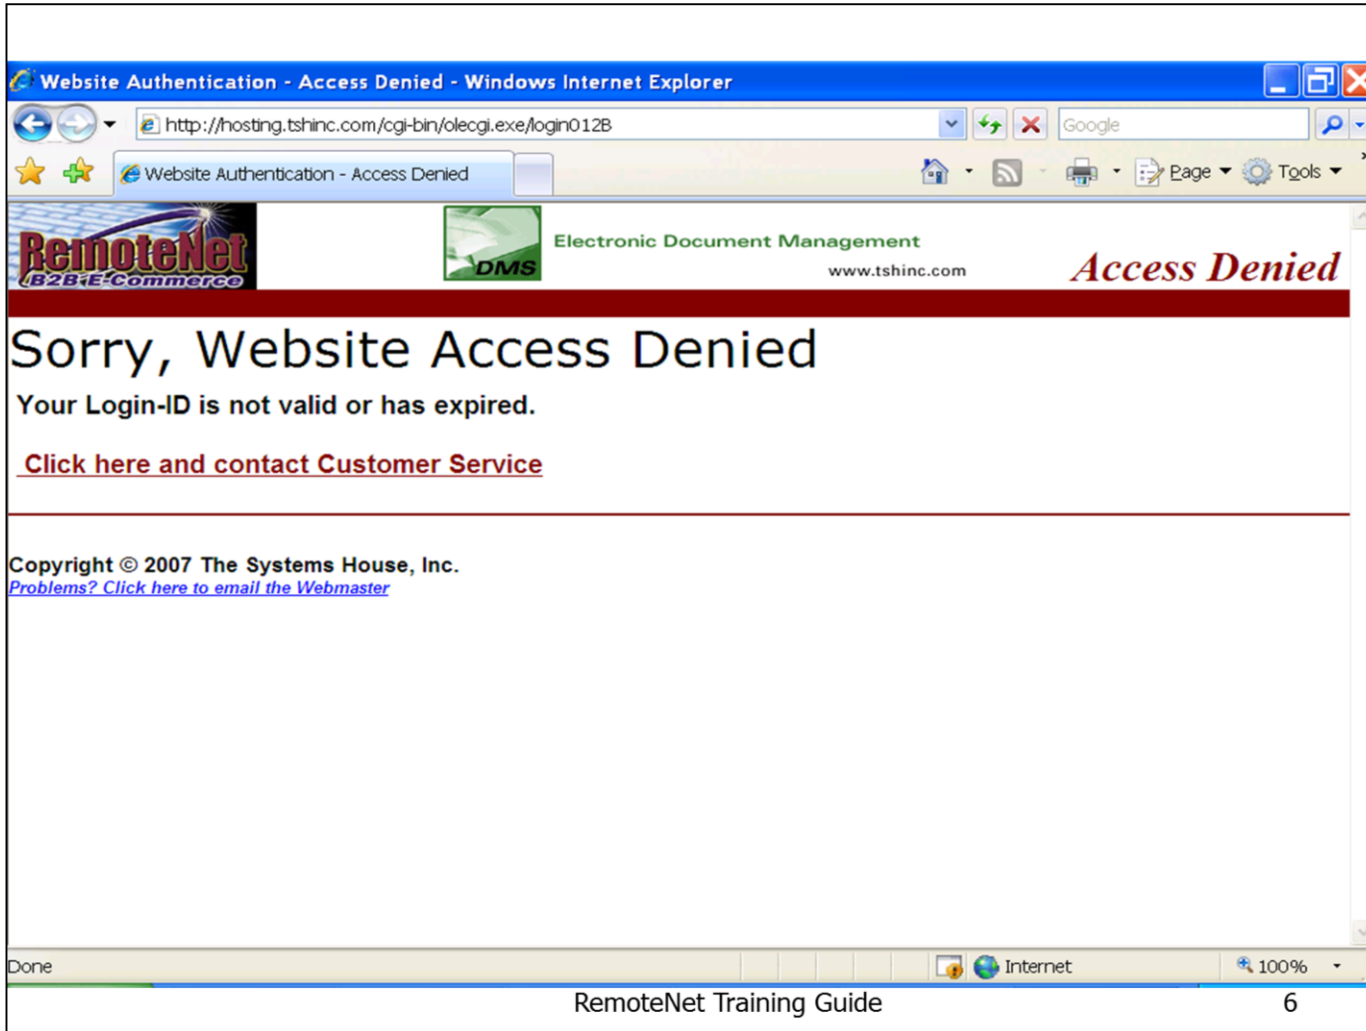 Website Authentication - Access Denied - Windows Internet Explorer
http://hosting.tshinc.com/cgi-bin/olecgi.exe/login012B
Google
Website Authentication - Access Denied
Page
Tools
RemoteNet
B2B E-Commerce
DMS
Electronic Document Management
www.tshinc.com
Access Denied
Sorry, Website Access Denied
Your Login-ID is not valid or has expired.
Click here and contact Customer Service
Copyright © 2007 The Systems House, Inc.
Problems? Click here to email the Webmaster
Done
Internet
100%
RemoteNet Training Guide
6